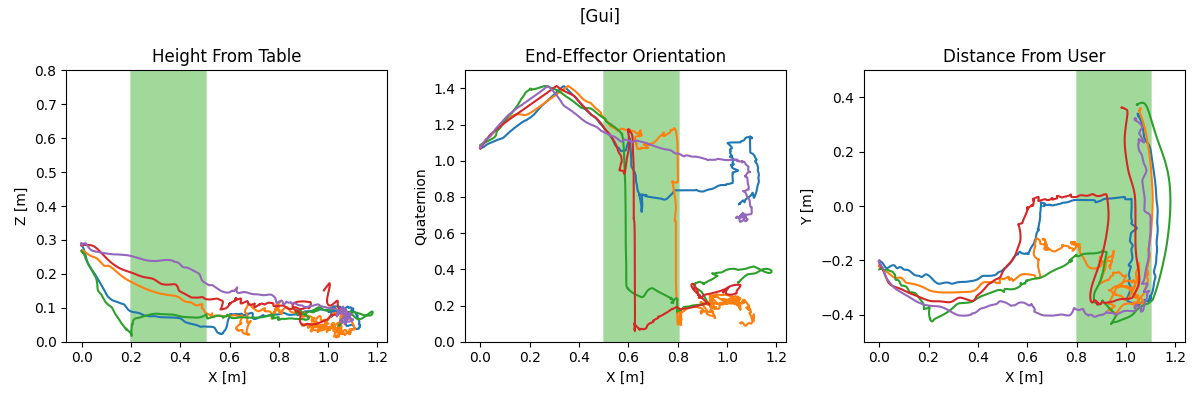 [Gui]
Height From Table
End-Effector Orientation
Distance From User
0.8
0.7
0.6
0.5
0.4
0.3
0.2
0.1
0.0
Z [m]
0.0 0.2 0.4 0.6 0.8 1.0 1.2
X [m]
1.4
1.2
1.0
0.8
0.6
0.4
0.2
0.0
Quaternion
0.0 0.2 0.4 0.6 0.8 1.0 1.2
X [m]
0.4
0.2
0.0
−0.2
−0.4
Y [m]
0.0 0.2 0.4 0.6 0.8 1.0 1.2
X [m]